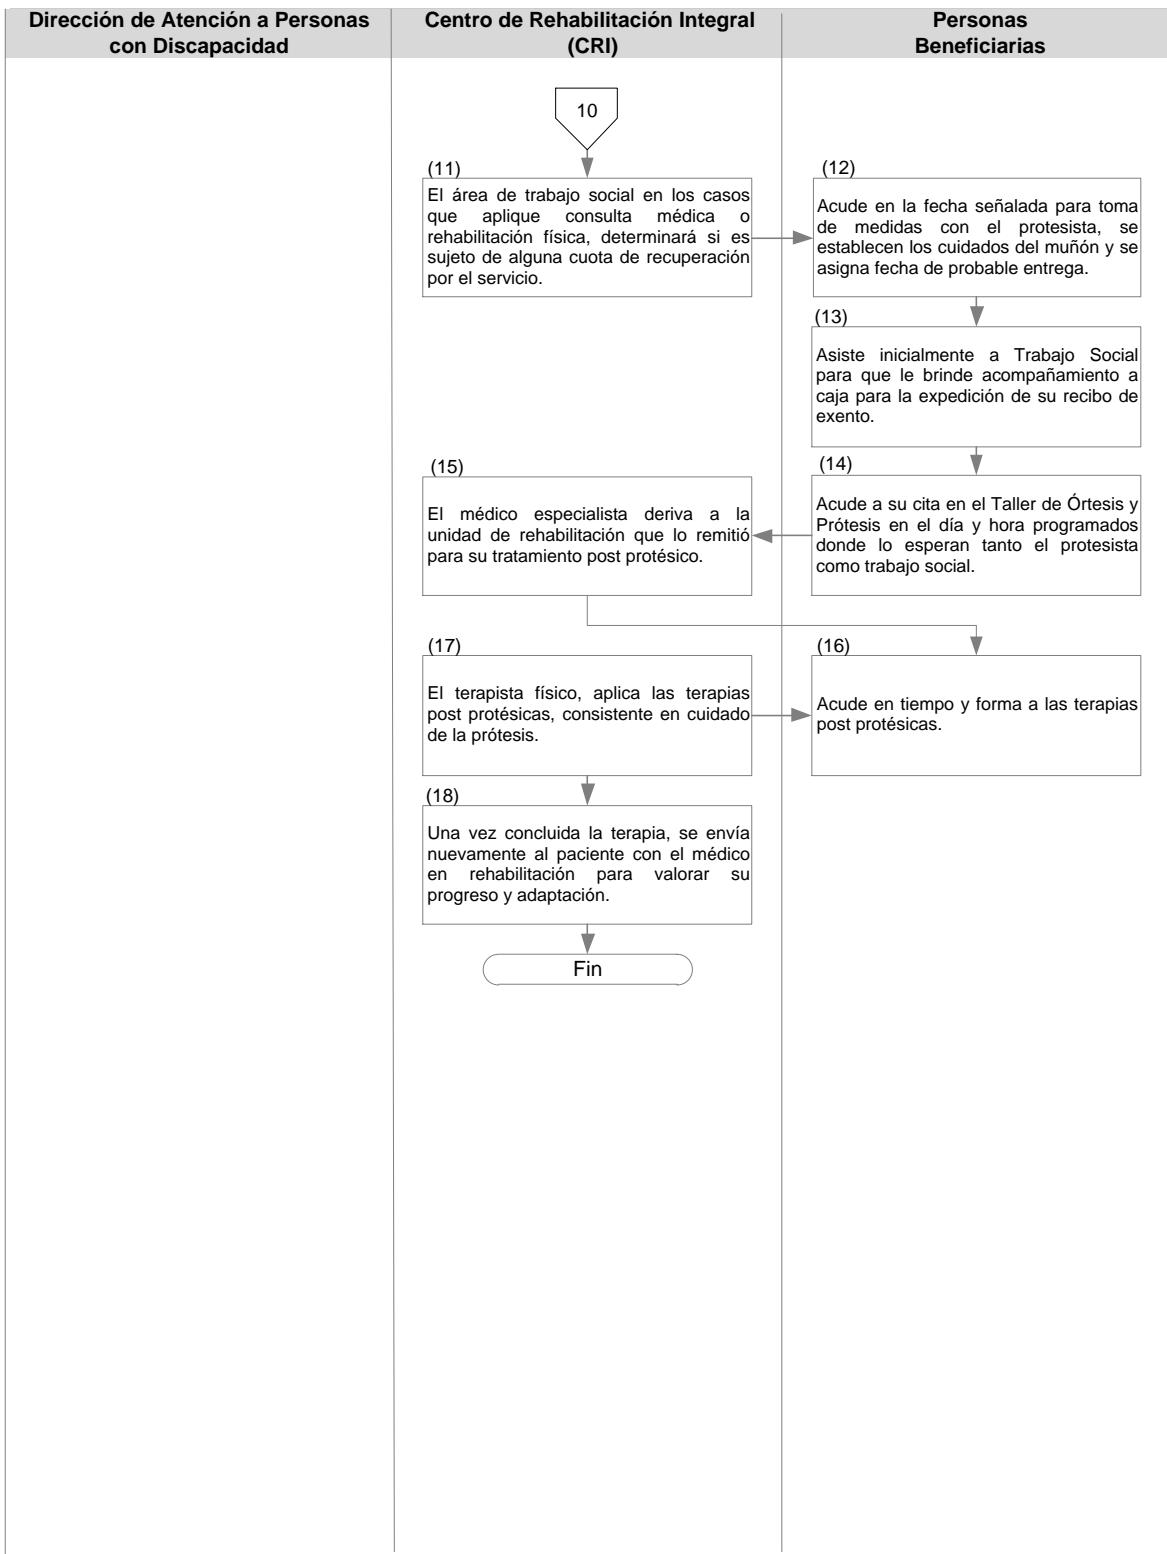 Dirección de Atención a Personas
con Discapacidad
Centro de Rehabilitación Integral
(CRI)
Personas
Beneficiarias
10
(11)
El área de trabajo social en los casos
que aplique consulta médica o
rehabilitación física, determinará si es
sujeto de alguna cuota de recuperación
por el servicio.
(12)
Acude en la fecha señalada para toma
de medidas con el protesista, se
establecen los cuidados del muñón y se
asigna fecha de probable entrega.
(13)
Asiste inicialmente a Trabajo Social
para que le brinde acompañamiento a
caja para la expedición de su recibo de
exento.
(14)
Acude a su cita en el Taller de Órtesis y
Prótesis en el día y hora programados
donde lo esperan tanto el protesista
como trabajo social.
(15)
El médico especialista deriva a la
unidad de rehabilitación que lo remitió
para su tratamiento post protésico.
(16)
Acude en tiempo y forma a las terapias
post protésicas.
(17)
El terapista físico, aplica las terapias
post protésicas, consistente en cuidado
de la prótesis.
(18)
Una vez concluida la terapia, se envía
nuevamente al paciente con el médico
en rehabilitación para valorar su
progreso y adaptación.
Fin